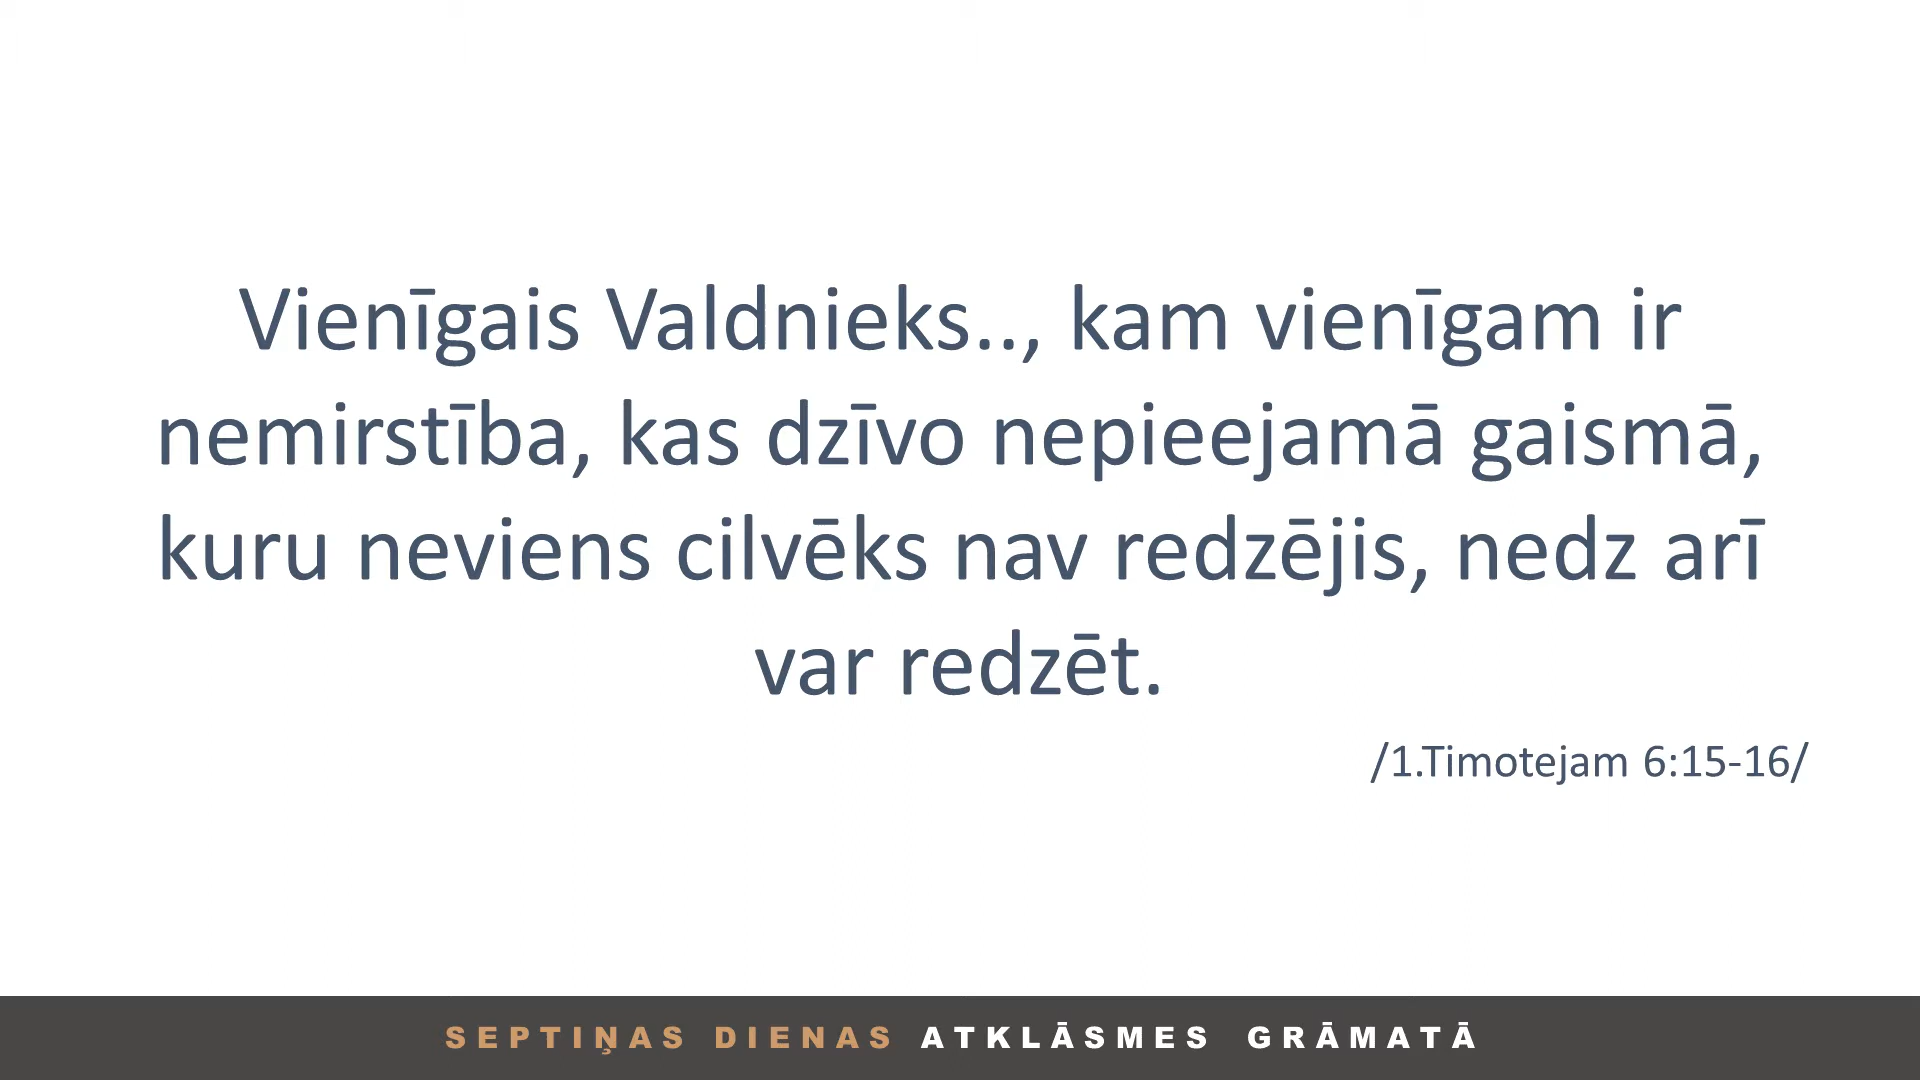 Vienīgais Valdnieks.., kam vienīgam ir
nemirstība, kas dzīvo nepieejamā gaismā,
kuru neviens cilvēks nav redzējis, nedz arī
var redzēt.
/1.Timotejam 6:15-16/
SEPTIŅAS DIENAS ATKLĀSMES GRĀMATĀ